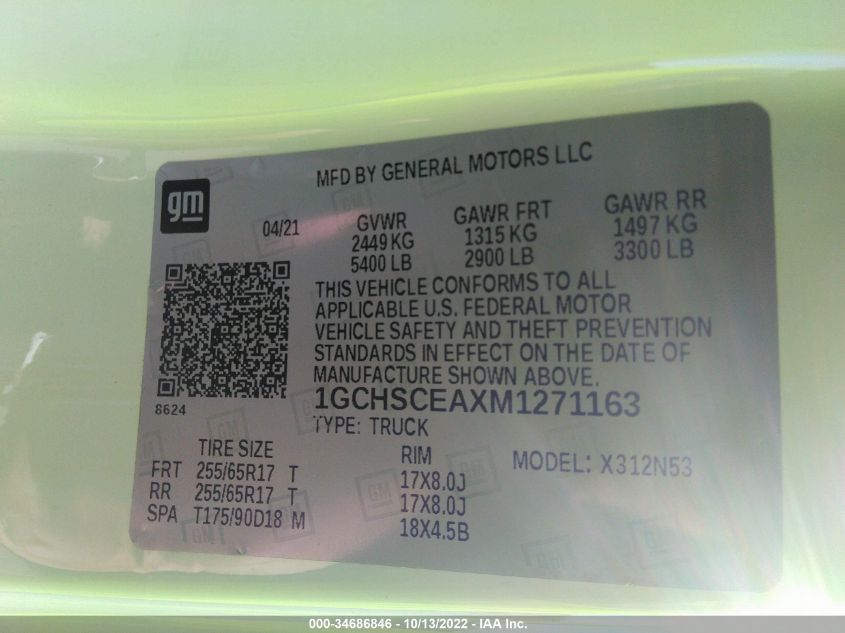 gm
MFD BY GENERAL MOTORS LLC
04/21
GVWR GAWR FRT GAWR RR
2449 KG 1315 KG 1497 KG
5400 LB 2900 LB 3300 LB
THIS VEHICLE CONFORMS TO ALL
APPLICABLE U.S. FEDERAL MOTOR
VEHICLE SAFETY AND THEFT PREVENTION
STANDARDS IN EFFECT ON THE DATE OF
MANUFACTURE SHOWN ABOVE.
8624
1GCHSCEAXM1271163
TYPE: TRUCK
TIRE SIZE RIM MODEL: X312N53
FRT 255/65R17 T 17X8.0J
RR 255/65R17 T 17X8.0J
SPA T175/90D18 M 18X4.5B
000-34686846 - 10/13/2022 - IAA Inc.